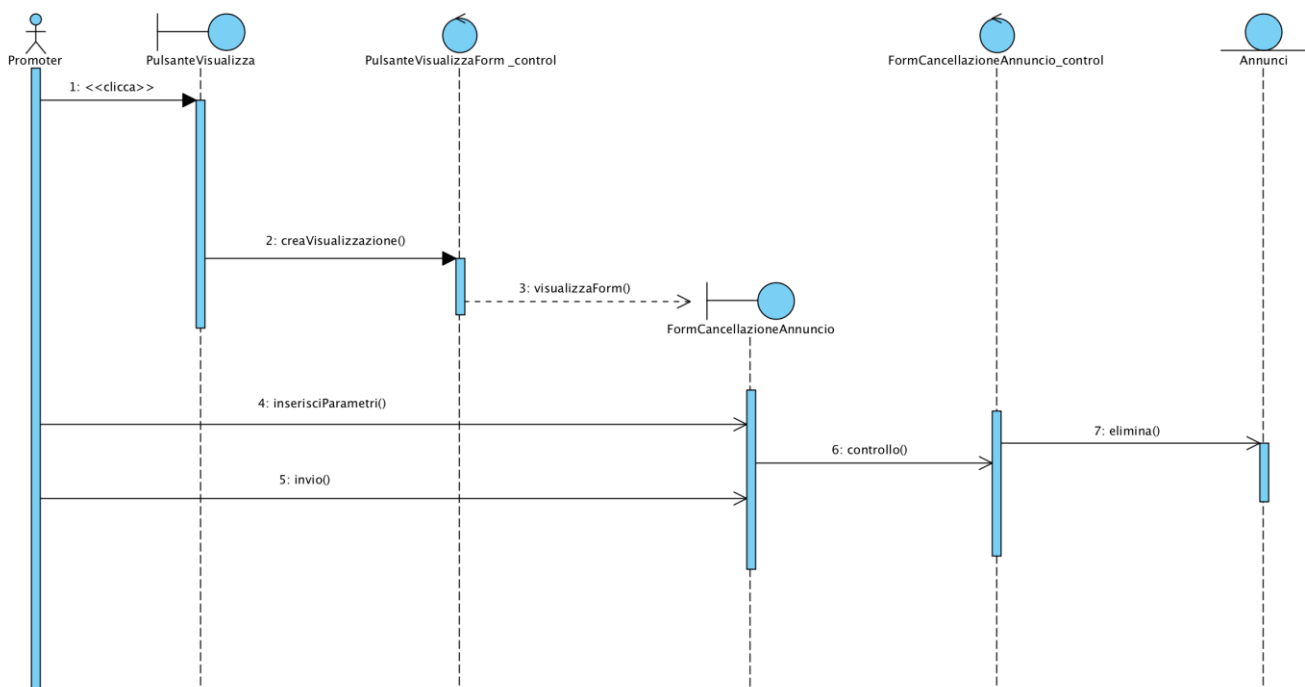 Promoter
PulsanteVisualizza
PulsanteVisualizzaForm _control
FormCancellazioneAnnuncio_control
Annunci
1: <<clicca>>
2: creaVisualizzazione()
3: visualizzaForm()
FormCancellazioneAnnuncio
4: inserisciParametri()
7: elimina()
6: controllo()
5: invio()